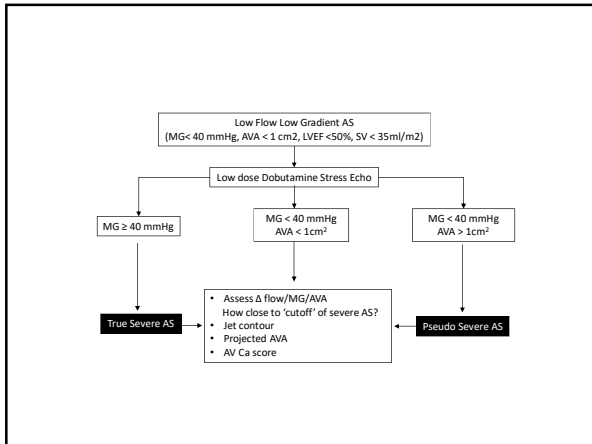 Low Flow Low Gradient AS
(MG< 40 mmHg, AVA < 1 cm2, LVEF <50%, SV < 35ml/m2)
Low dose Dobutamine Stress Echo
MG ≥ 40 mmHg
MG < 40 mmHg
AVA < 1cm²
MG < 40 mmHg
AVA > 1cm²
True Severe AS
• Assess Δ flow/MG/AVA
How close to ‘cutoff’ of severe AS?
• Jet contour
• Projected AVA
• AV Ca score
Pseudo Severe AS